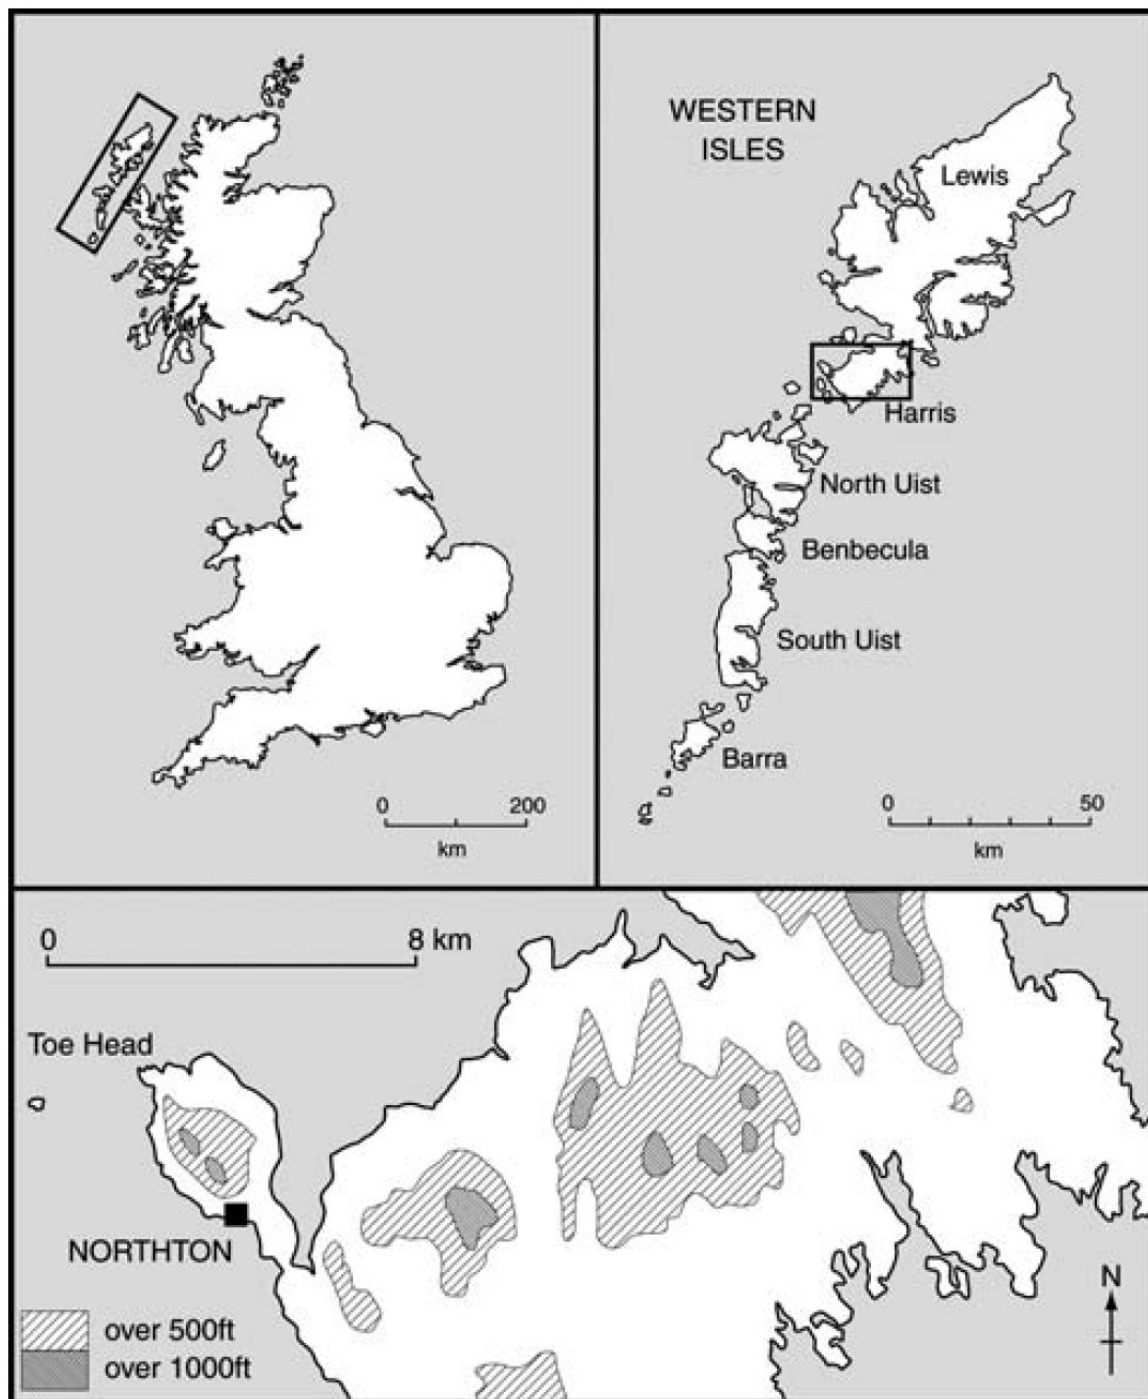 0 200
km
WESTERN
ISLES
Lewis
Harris
North Uist
Benbecula
South Uist
Barra
0 50
km
0 8 km
Toe Head
NORTHTON
over 500ft
over 1000ft
N